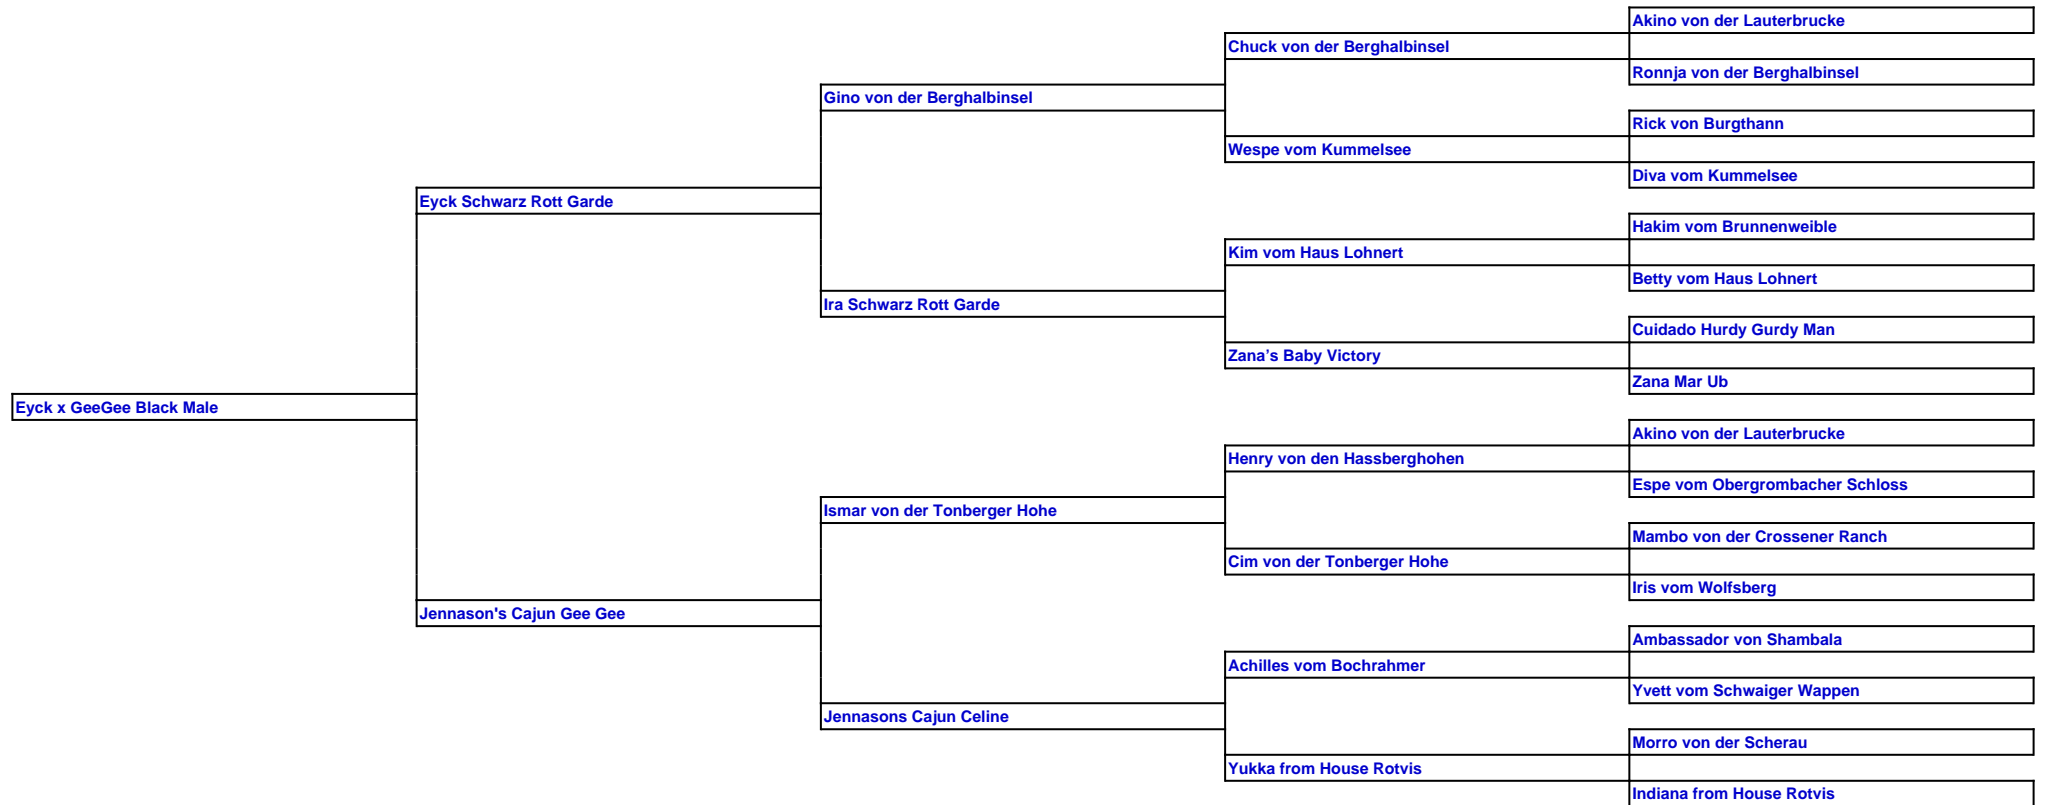 Akino von der Lauterbrucke
Chuck von der Berghalbinsel
Ronnja von der Berghalbinsel
Gino von der Berghalbinsel
Rick von Burgthann
Wespe vom Kummelsee
Diva vom Kummelsee
Eyck Schwarz Rott Garde
Hakim vom Brunnenweible
Kim vom Haus Lohnert
Betty vom Haus Lohnert
Ira Schwarz Rott Garde
Cuidado Hurdy Gurdy Man
Zana’s Baby Victory
Zana Mar Ub
Eyck x GeeGee Black Male
Akino von der Lauterbrucke
Henry von den Hassberghohen
Espe vom Obergrombacher Schloss
Ismar von der Tonberger Hohe
Mambo von der Crossener Ranch
Cim von der Tonberger Hohe
Iris vom Wolfsberg
Jennason's Cajun Gee Gee
Ambassador von Shambala
Achilles vom Bochrahmer
Yvett vom Schwaiger Wappen
Jennasons Cajun Celine
Morro von der Scherau
Yukka from House Rotvis
Indiana from House Rotvis